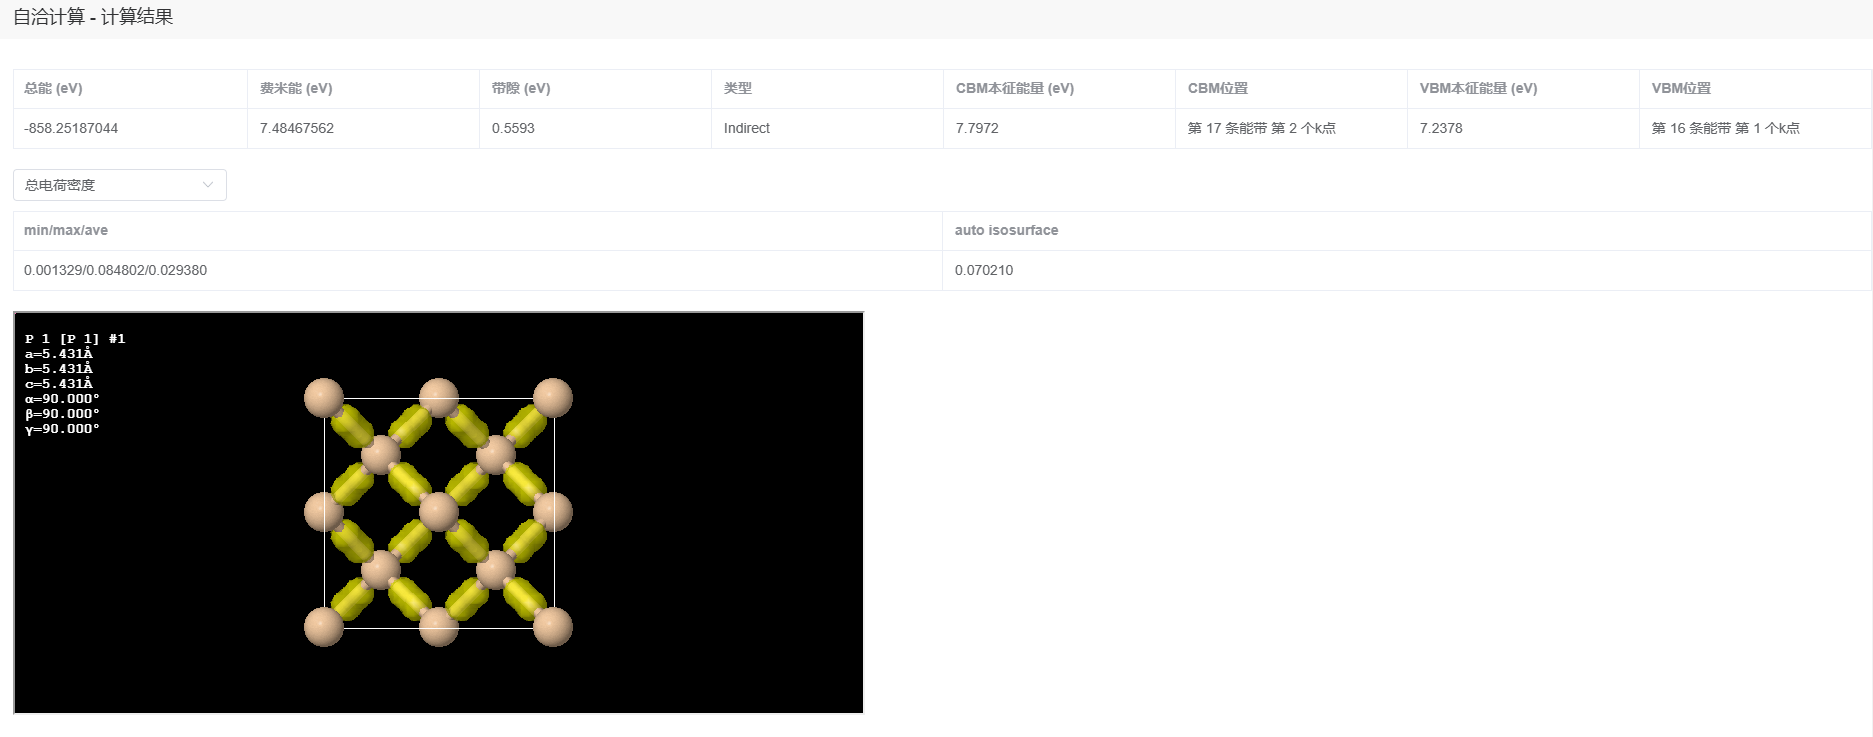 自洽计算 - 计算结果
总能 (eV) 费米能 (eV) 带隙 (eV) 类型 CBM本征能量 (eV) CBM位置 VBM本征能量 (eV) VBM位置
-858.25187044 7.48467562 0.5593 Indirect 7.7972 第 17 条能带 第 2 个k点 7.2378 第 16 条能带 第 1 个k点
总电荷密度
min/max/ave auto isosurface
0.001329/0.084802/0.029380 0.070210
P 1 [P 1] #1
a=5.431Å
b=5.431Å
c=5.431Å
α=90.000°
β=90.000°
γ=90.000°